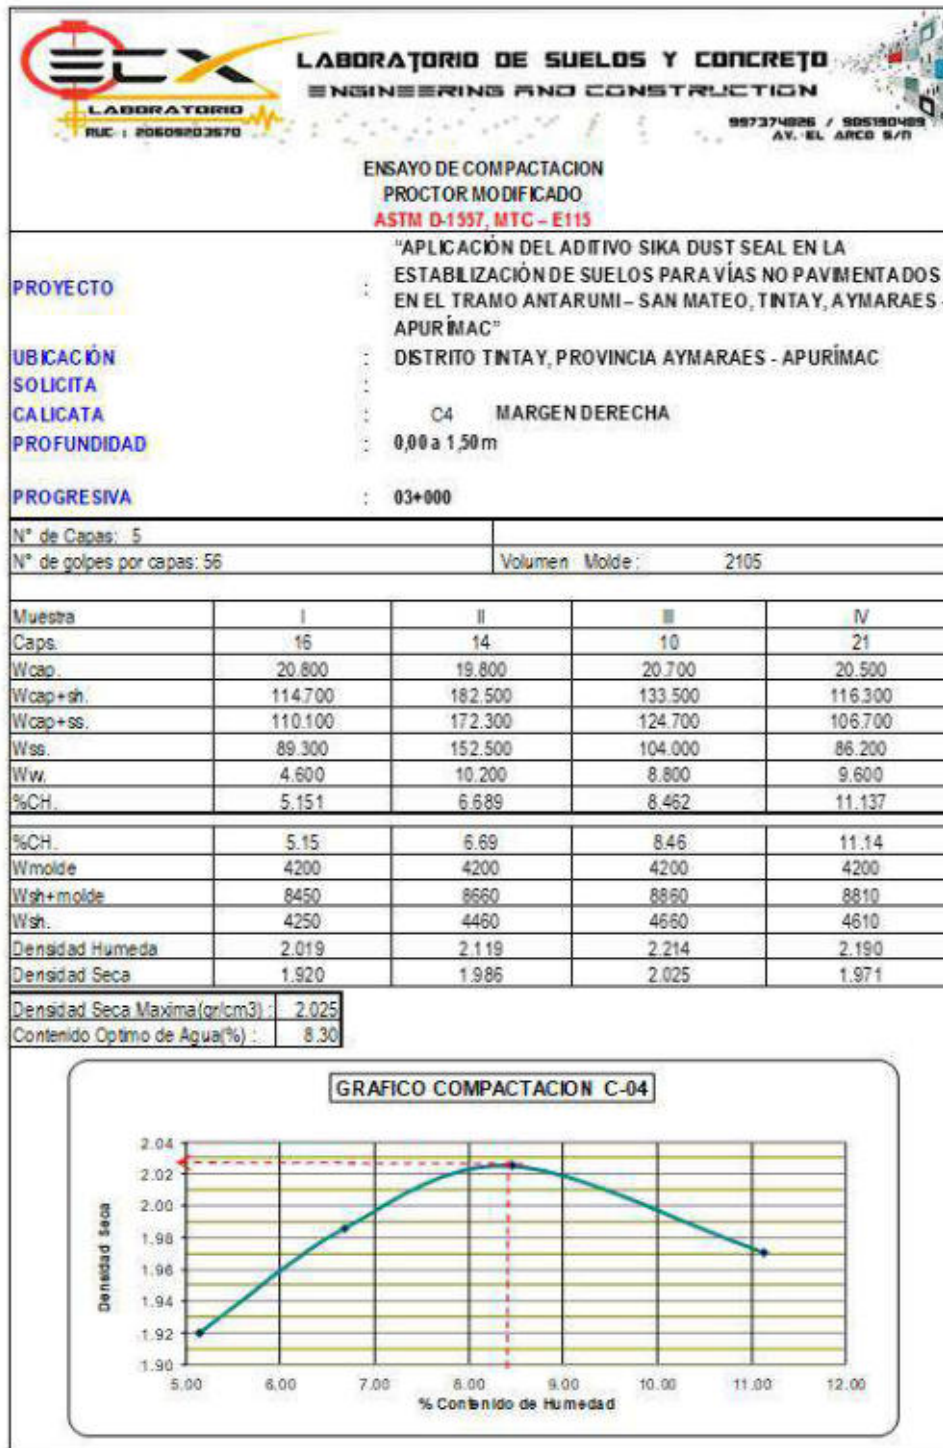 ECX
LABORATORIO
RUC : 20609203570
LABORATORIO DE SUELOS Y CONCRETO
ENGINEERING AND CONSTRUCTION
997374826 / 985190489
AV. EL ARCO S/N
ENSAYO DE COMPACTACION
PROCTOR MODIFICADO
ASTM D-1557, MTC – E115
PROYECTO : "APLICACIÓN DEL ADITIVO SIKA DUST SEAL EN LA
ESTABILIZACIÓN DE SUELOS PARA VÍAS NO PAVIMENTADOS
EN EL TRAMO ANTARUMI – SAN MATEO, TINTAY, AYMARAES -
APURÍMAC"
UBICACIÓN : DISTRITO TINTAY, PROVINCIA AYMARAES - APURÍMAC
SOLICITA :
CALICATA : C4 MARGEN DERECHA
PROFUNDIDAD : 0,00 a 1,50 m
PROGRESIVA : 03+000
N° de Capas: 5
N° de golpes por capas: 56 Volumen Molde : 2105
Muestra I II III IV
Caps. 16 14 10 21
Wcap. 20.800 19.800 20.700 20.500
Wcap+sh. 114.700 182.500 133.500 116.300
Wcap+ss. 110.100 172.300 124.700 106.700
Wss. 89.300 152.500 104.000 86.200
Ww. 4.600 10.200 8.800 9.600
%CH. 5.151 6.689 8.462 11.137
%CH. 5.15 6.69 8.46 11.14
Wmolde 4200 4200 4200 4200
Wsh+molde 8450 8660 8860 8810
Wsh. 4250 4460 4660 4610
Densidad Humeda 2.019 2.119 2.214 2.190
Densidad Seca 1.920 1.986 2.025 1.971
Densidad Seca Maxima(gr/cm3) : 2.025
Contenido Optimo de Agua(%) : 8.30
GRAFICO COMPACTACION C-04
Densidad Seca
2.04
2.02
2.00
1.98
1.96
1.94
1.92
1.90
5.00 6.00 7.00 8.00 9.00 10.00 11.00 12.00
% Contenido de Humedad